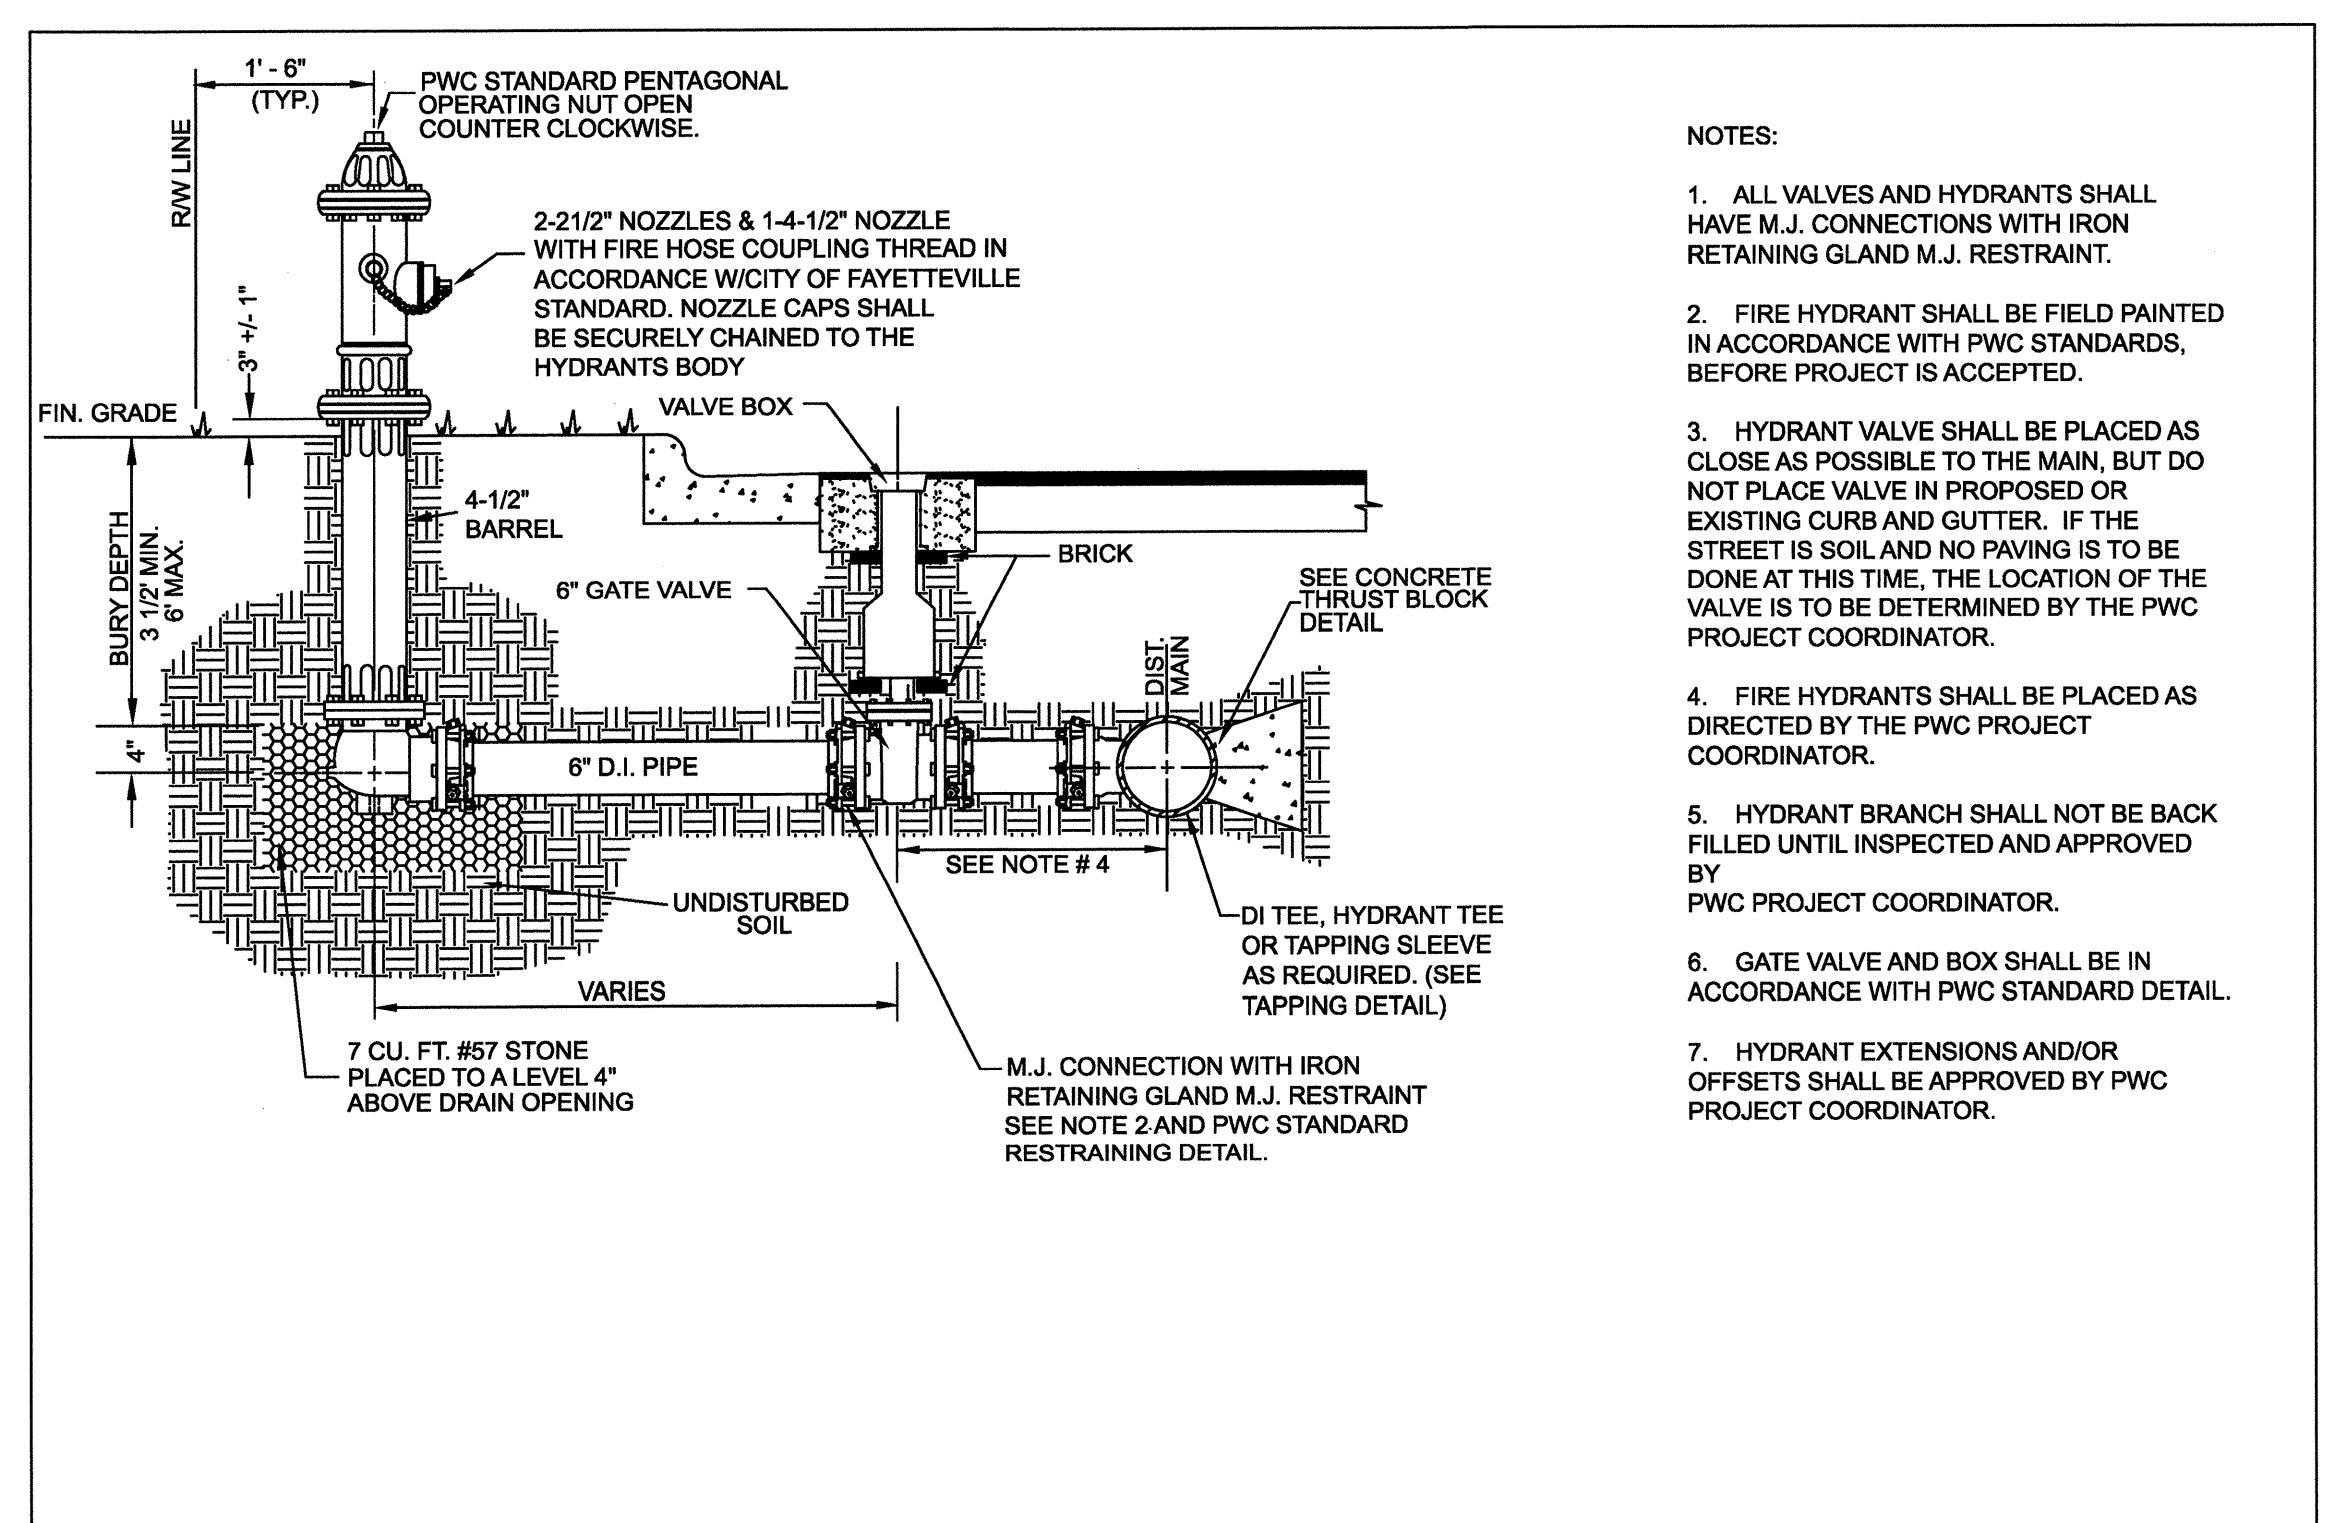 1' - 6"
(TYP.)
PWC STANDARD PENTAGONAL
OPERATING NUT OPEN
COUNTER CLOCKWISE.
R/W LINE
2-21/2" NOZZLES & 1-4-1/2" NOZZLE
WITH FIRE HOSE COUPLING THREAD IN
ACCORDANCE W/CITY OF FAYETTEVILLE
STANDARD. NOZZLE CAPS SHALL
BE SECURELY CHAINED TO THE
HYDRANTS BODY
3" +/- 1"
FIN. GRADE
VALVE BOX
4-1/2"
BARREL
BURY DEPTH
3 1/2' MIN.
6' MAX.
BRICK
6" GATE VALVE
SEE CONCRETE
THRUST BLOCK
DETAIL
DIST.
MAIN
4"
6" D.I. PIPE
SEE NOTE # 4
UNDISTURBED
SOIL
DI TEE, HYDRANT TEE
OR TAPPING SLEEVE
AS REQUIRED. (SEE
TAPPING DETAIL)
VARIES
7 CU. FT. #57 STONE
PLACED TO A LEVEL 4"
ABOVE DRAIN OPENING
M.J. CONNECTION WITH IRON
RETAINING GLAND M.J. RESTRAINT
SEE NOTE 2 AND PWC STANDARD
RESTRAINING DETAIL.
NOTES:
1. ALL VALVES AND HYDRANTS SHALL
HAVE M.J. CONNECTIONS WITH IRON
RETAINING GLAND M.J. RESTRAINT.
2. FIRE HYDRANT SHALL BE FIELD PAINTED
IN ACCORDANCE WITH PWC STANDARDS,
BEFORE PROJECT IS ACCEPTED.
3. HYDRANT VALVE SHALL BE PLACED AS
CLOSE AS POSSIBLE TO THE MAIN, BUT DO
NOT PLACE VALVE IN PROPOSED OR
EXISTING CURB AND GUTTER. IF THE
STREET IS SOIL AND NO PAVING IS TO BE
DONE AT THIS TIME, THE LOCATION OF THE
VALVE IS TO BE DETERMINED BY THE PWC
PROJECT COORDINATOR.
4. FIRE HYDRANTS SHALL BE PLACED AS
DIRECTED BY THE PWC PROJECT
COORDINATOR.
5. HYDRANT BRANCH SHALL NOT BE BACK
FILLED UNTIL INSPECTED AND APPROVED
BY
PWC PROJECT COORDINATOR.
6. GATE VALVE AND BOX SHALL BE IN
ACCORDANCE WITH PWC STANDARD DETAIL.
7. HYDRANT EXTENSIONS AND/OR
OFFSETS SHALL BE APPROVED BY PWC
PROJECT COORDINATOR.